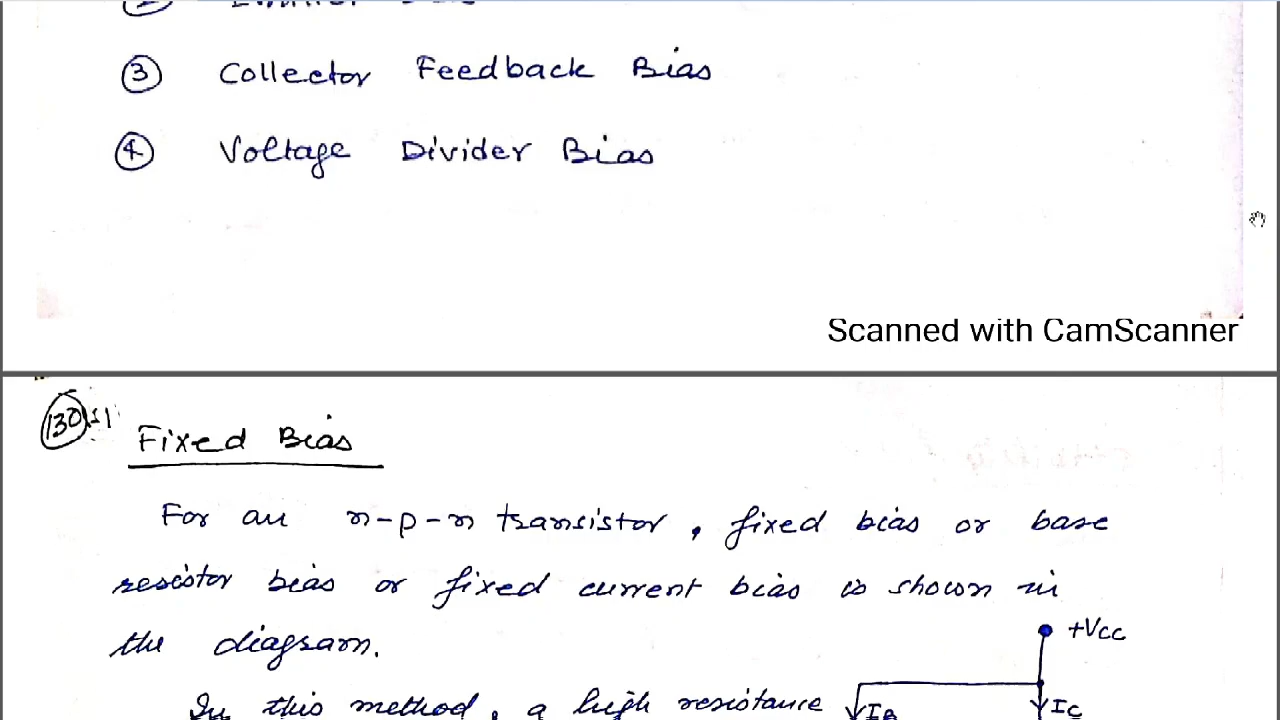 ③ Collector Feedback Bias
④ Voltage Divider Bias
Scanned with CamScanner
130
Fixed Bias
For an n-p-n transistor, fixed bias or base
resistor bias or fixed current bias is shown in
the diagram.
+Vcc
In this method, a high resistance
IB
IC